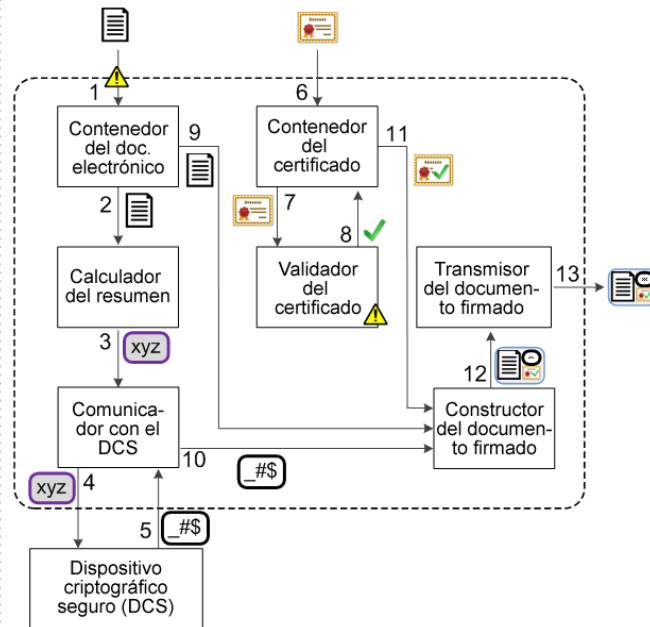 1
6
Contenedor
del doc.
electrónico
9
Contenedor
del
certificado
11
2
7
8
Calculador
del resumen
Validador
del
certificado
Transmisor
del documen-
to firmado
13
3
xyz
12
Comunica-
dor con el
DCS
10
Constructor
del documen-
to firmado
_#$
xyz
4
5
_#$
Dispositivo
criptográfico
seguro (DCS)